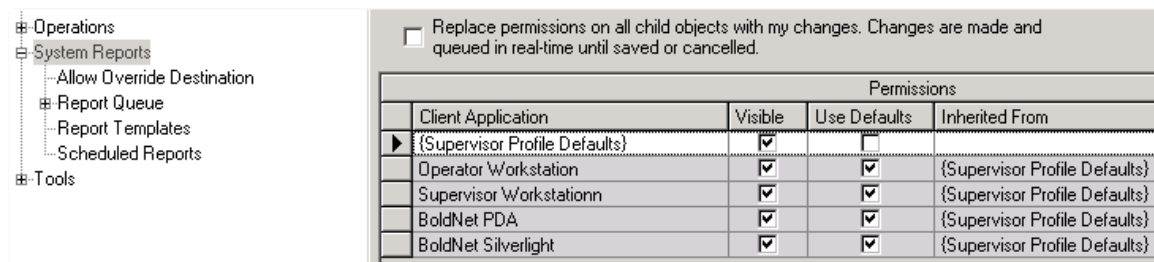 Operations
System Reports
Allow Override Destination
Report Queue
Report Templates
Scheduled Reports
Tools
Replace permissions on all child objects with my changes. Changes are made and
queued in real-time until saved or cancelled.
Permissions
Client Application Visible Use Defaults Inherited From
{Supervisor Profile Defaults}
Operator Workstation {Supervisor Profile Defaults}
Supervisor Workstationn {Supervisor Profile Defaults}
BoldNet PDA {Supervisor Profile Defaults}
BoldNet Silverlight {Supervisor Profile Defaults}